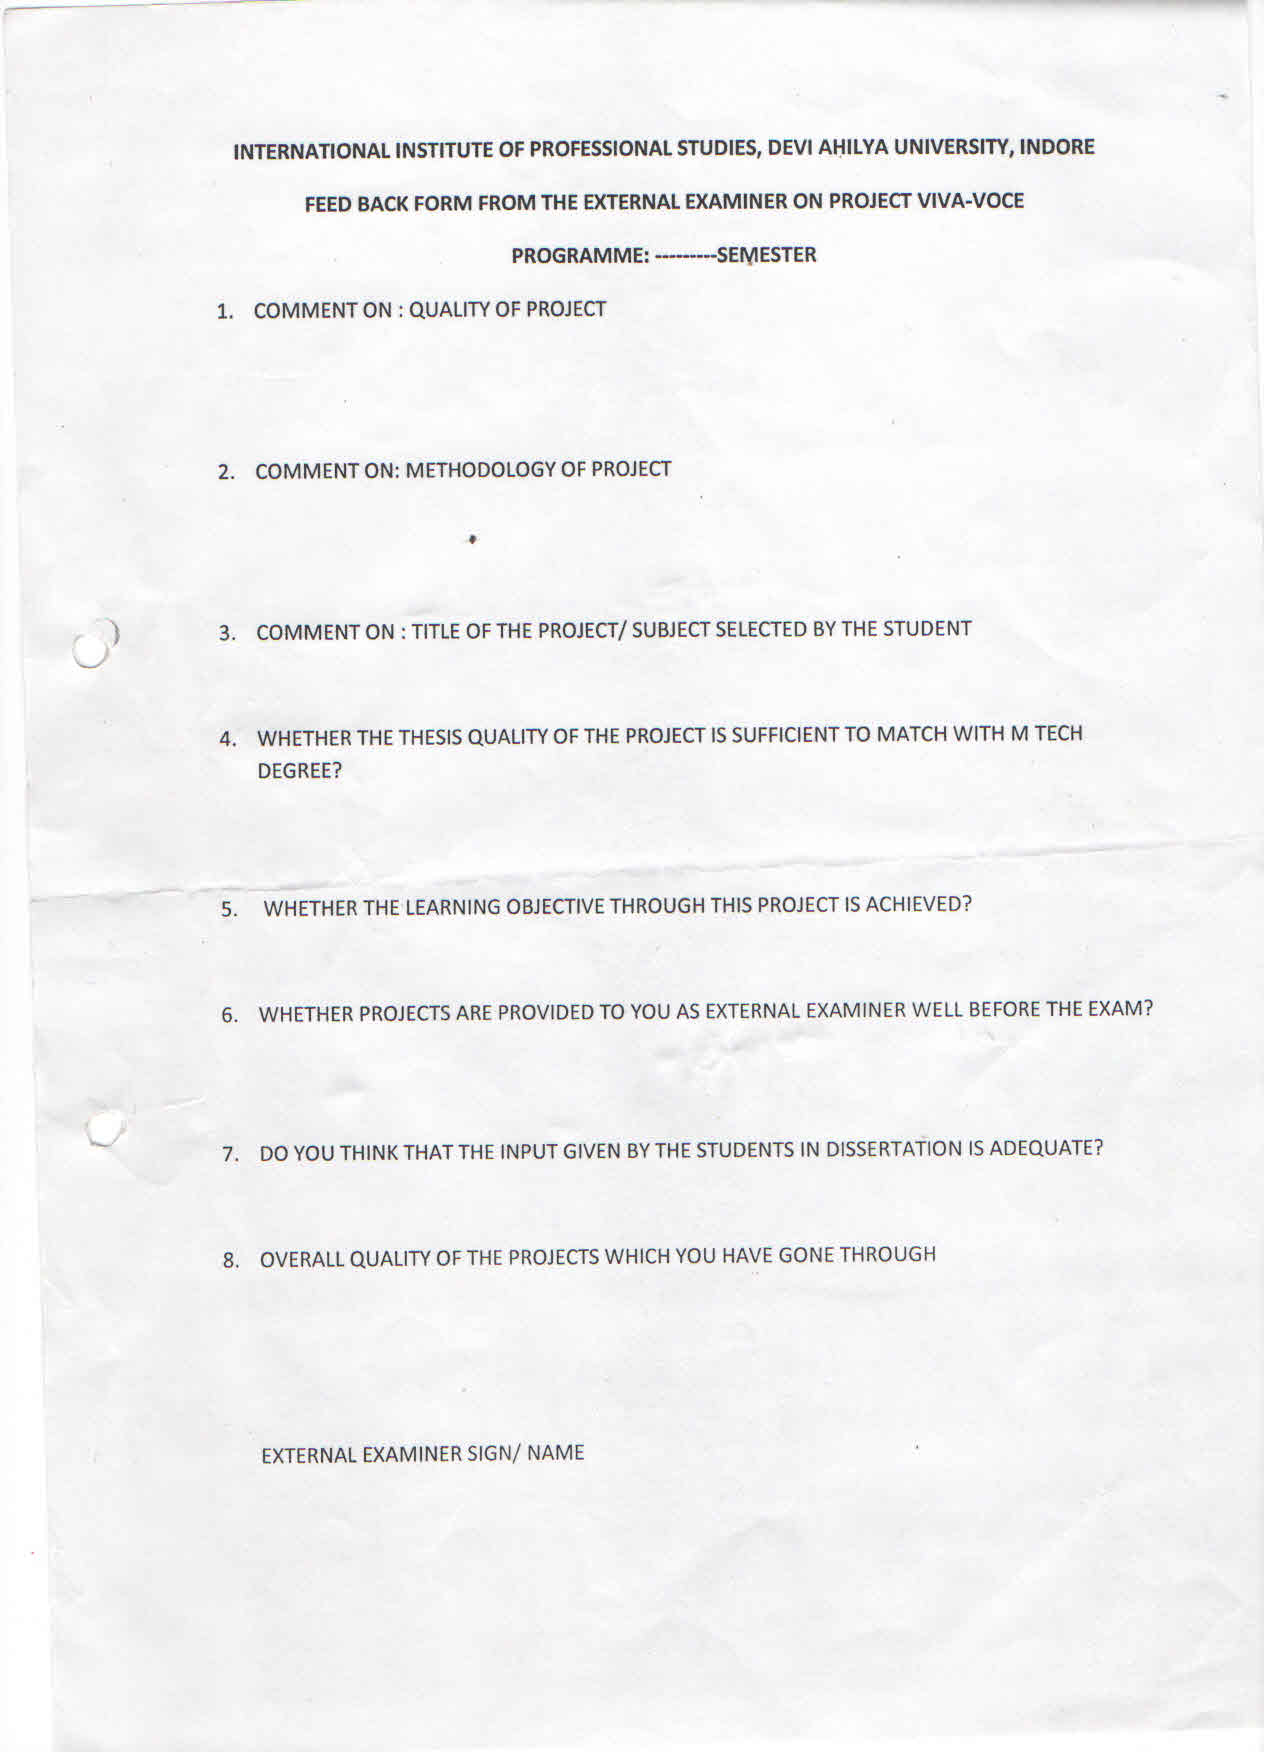 INTERNATIONAL INSTITUTE OF PROFESSIONAL STUDIES, DEVI AHILYA UNIVERSITY, INDORE
FEED BACK FORM FROM THE EXTERNAL EXAMINER ON PROJECT VIVA-VOCE
PROGRAMME: ---------SEMESTER
1. COMMENT ON : QUALITY OF PROJECT
2. COMMENT ON: METHODOLOGY OF PROJECT
3. COMMENT ON : TITLE OF THE PROJECT/ SUBJECT SELECTED BY THE STUDENT
4. WHETHER THE THESIS QUALITY OF THE PROJECT IS SUFFICIENT TO MATCH WITH M TECH
DEGREE?
5. WHETHER THE LEARNING OBJECTIVE THROUGH THIS PROJECT IS ACHIEVED?
6. WHETHER PROJECTS ARE PROVIDED TO YOU AS EXTERNAL EXAMINER WELL BEFORE THE EXAM?
7. DO YOU THINK THAT THE INPUT GIVEN BY THE STUDENTS IN DISSERTATION IS ADEQUATE?
8. OVERALL QUALITY OF THE PROJECTS WHICH YOU HAVE GONE THROUGH
EXTERNAL EXAMINER SIGN/ NAME